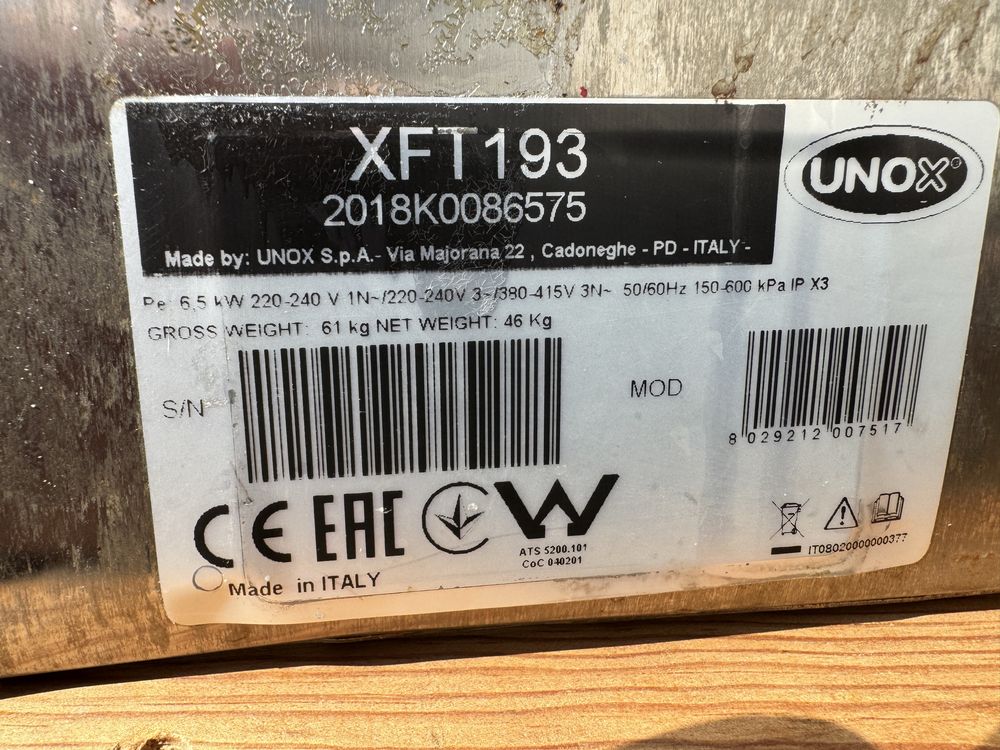 XFT193
2018K0086575
Made by: UNOX S.p.A.- Via Majorana 22 , Cadoneghe - PD - ITALY -
UNOX®
Pe 6,5 kW 220-240 V 1N~/220-240V 3~/380-415V 3N~ 50/60Hz 150-600 kPa IP X3
GROSS WEIGHT: 61 kg NET WEIGHT: 46 Kg
S/N
MOD
8 029212 007517
CE EAC W
ATS 5200.101
CoC 040201
IT08020000000377
Made in ITALY